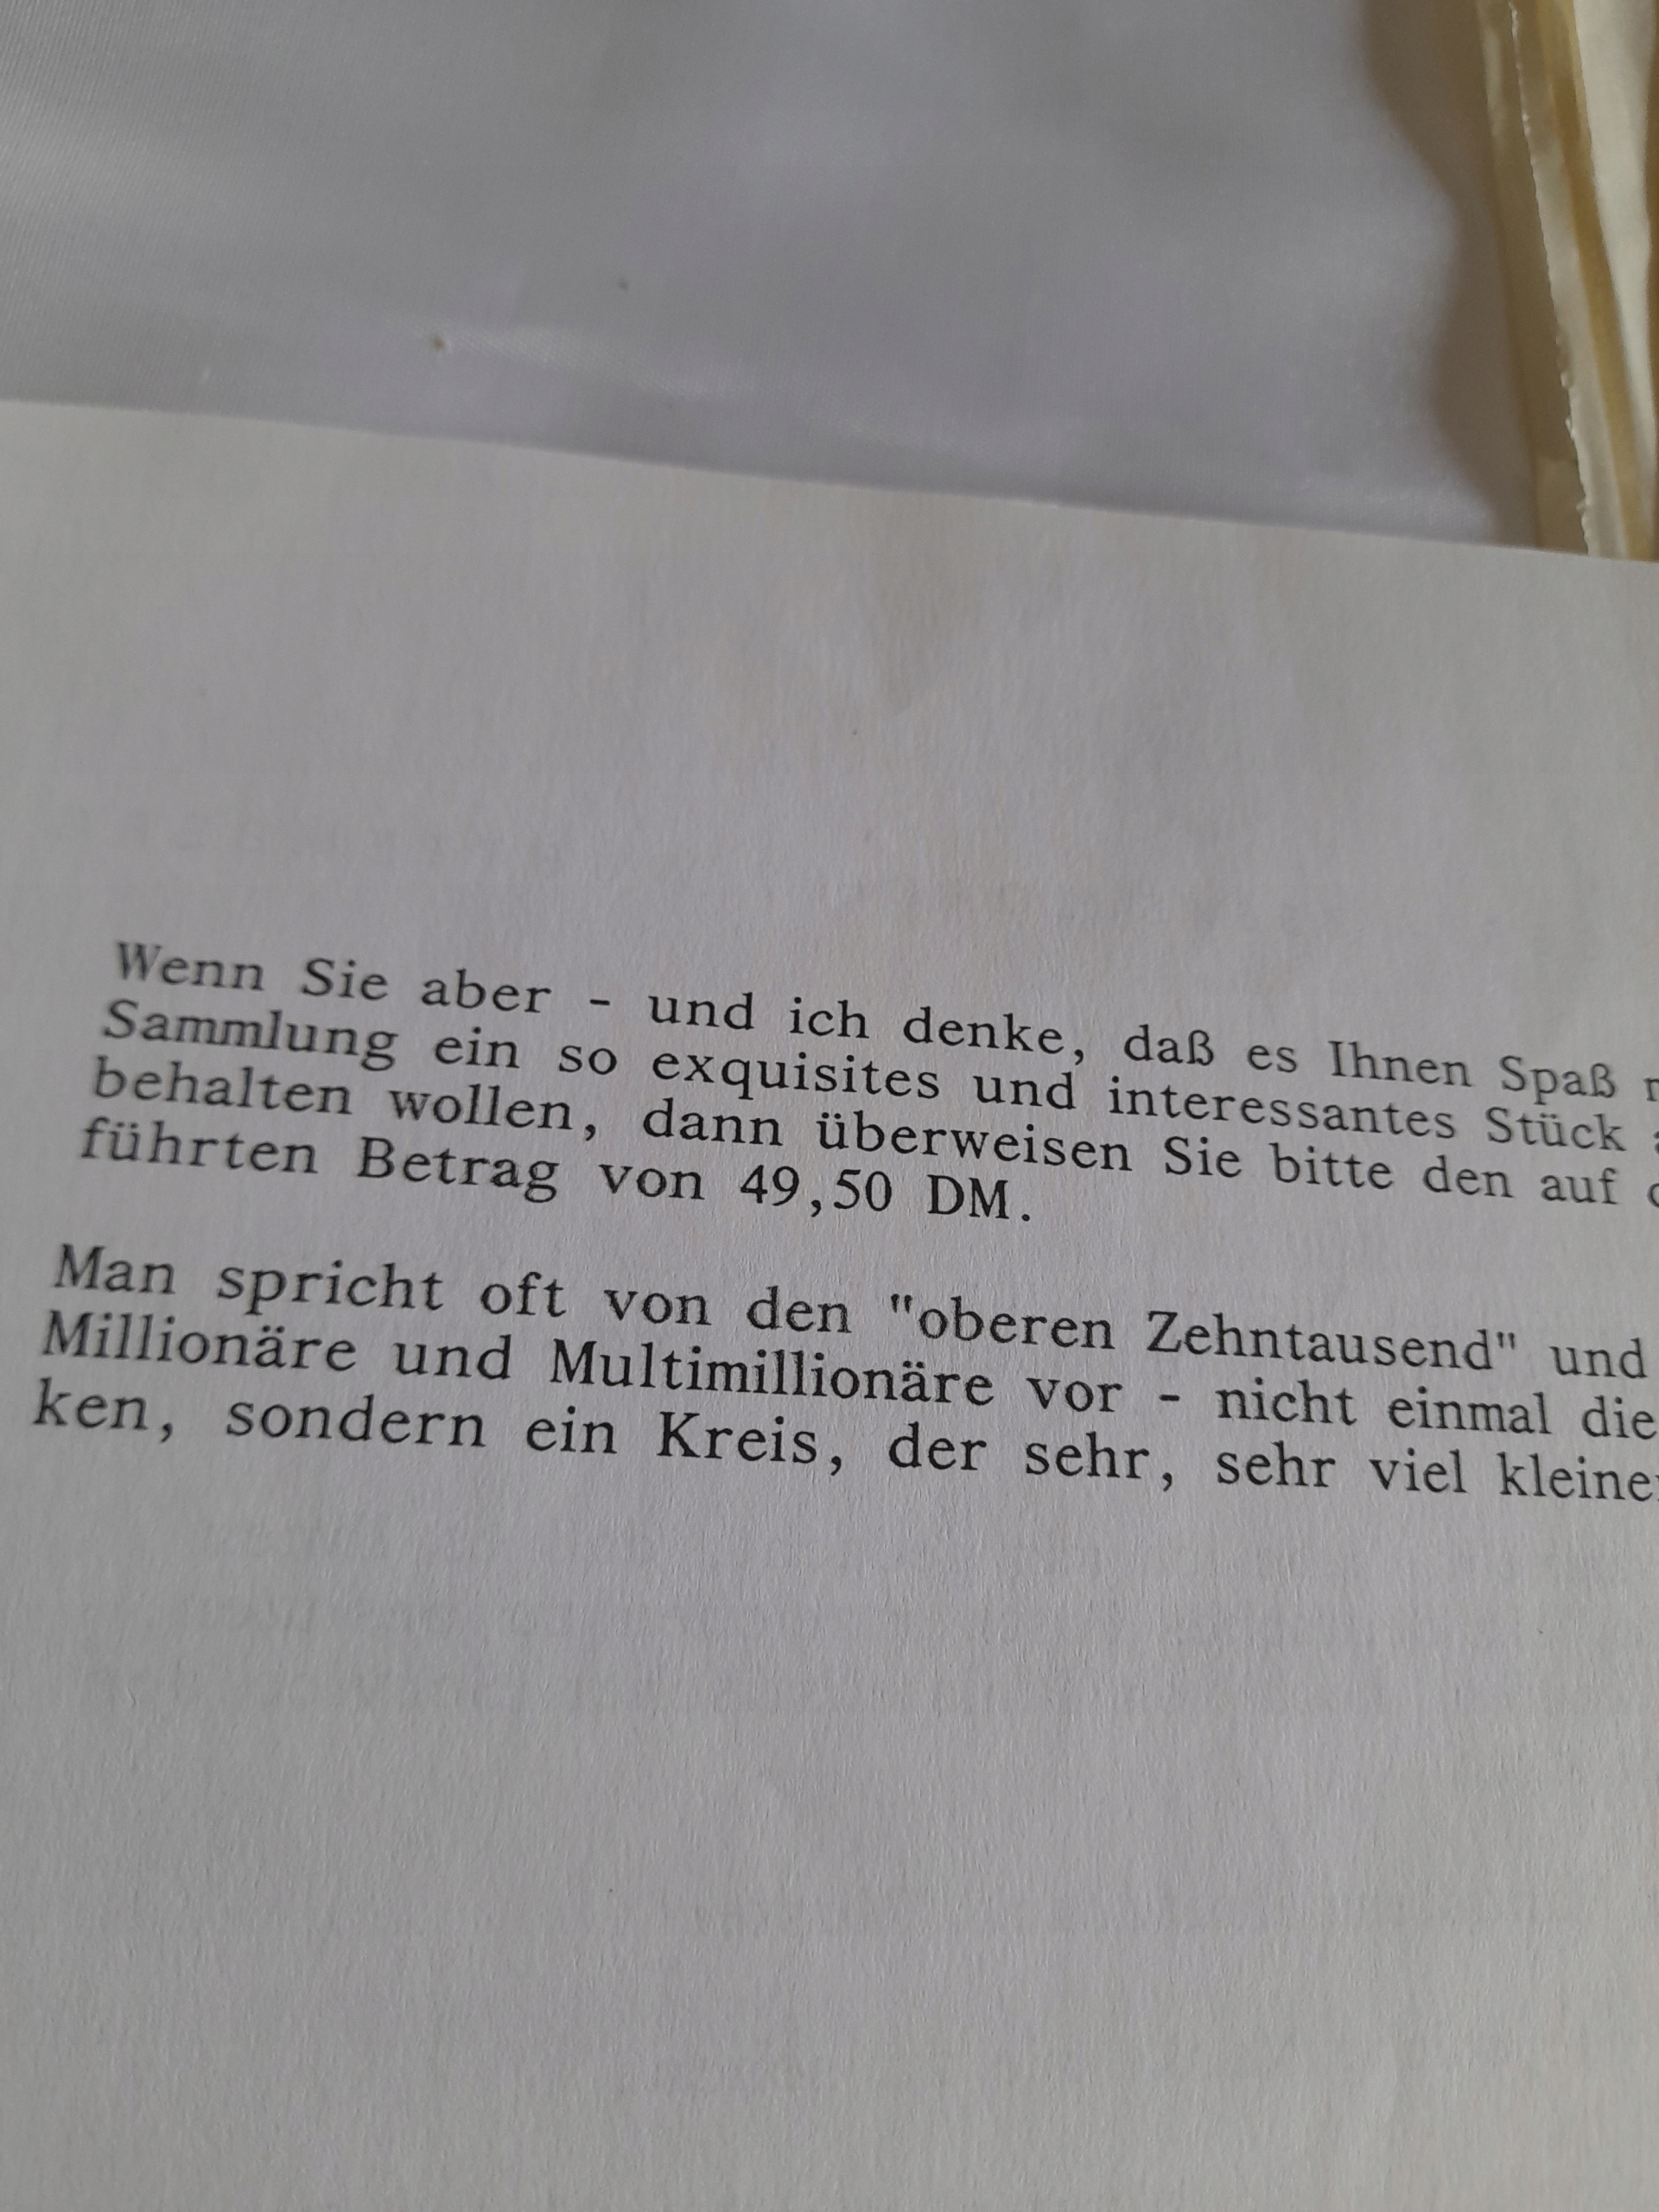 Wenn Sie aber - und ich denke, daß es Ihnen Spaß
Sammlung ein so exquisites und interessantes Stück
behalten wollen, dann überweisen Sie bitte den auf
führten Betrag von 49,50 DM.
Man spricht oft von den "oberen Zehntausend" und
Millionäre und Multimillionäre vor - nicht einmal die
ken, sondern ein Kreis, der sehr, sehr viel kleiner